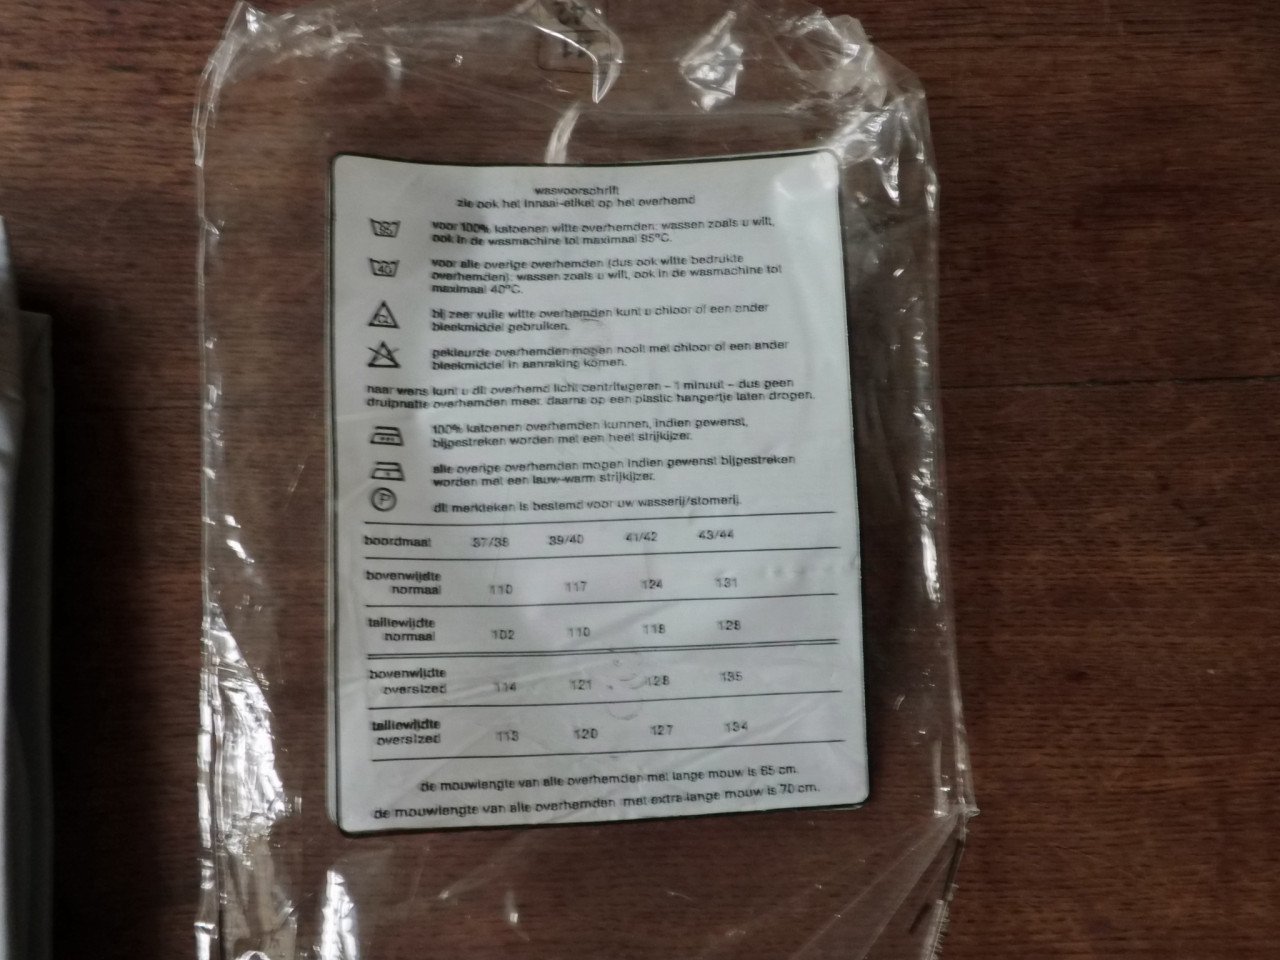 wasvoorschrift
zie ook het innaai-etiket op het overhemd
95
voor 100% katoenen witte overhemden: wassen zoals u wilt,
ook in de wasmachine tot maximaal 95°C.
40
voor alle overige overhemden (dus ook witte bedrukte
overhemden): wassen zoals u wilt, ook in de wasmachine tot
maximaal 40°C.
CL
bij zeer vuile witte overhemden kunt u chloor of een ander
bleekmiddel gebruiken.
gekleurde overhemden mogen nooit met chloor of een ander
bleekmiddel in aanraking komen.
naar wens kunt u dit overhemd licht centrifugeren – 1 minuut – dus geen
druipnatte overhemden meer. daarna op een plastic hangertje laten drogen.
100% katoenen overhemden kunnen, indien gewenst,
bijgestreken worden met een heet strijkijzer.
alle overige overhemden mogen indien gewenst bijgestreken
worden met een lauw-warm strijkijzer.
P
dit merkteken is bestemd voor uw wasserij/stomerij.
boordmaat 37/38 39/40 41/42 43/44
bovenwijdte
normaal 110 117 124 131
taillewijdte
normaal 102 110 118 128
bovenwijdte
oversized 114 121 128 135
taillewijdte
oversized 113 120 127 134
de mouwlengte van alle overhemden met lange mouw is 65 cm.
de mouwlengte van alle overhemden met extra lange mouw is 70 cm.